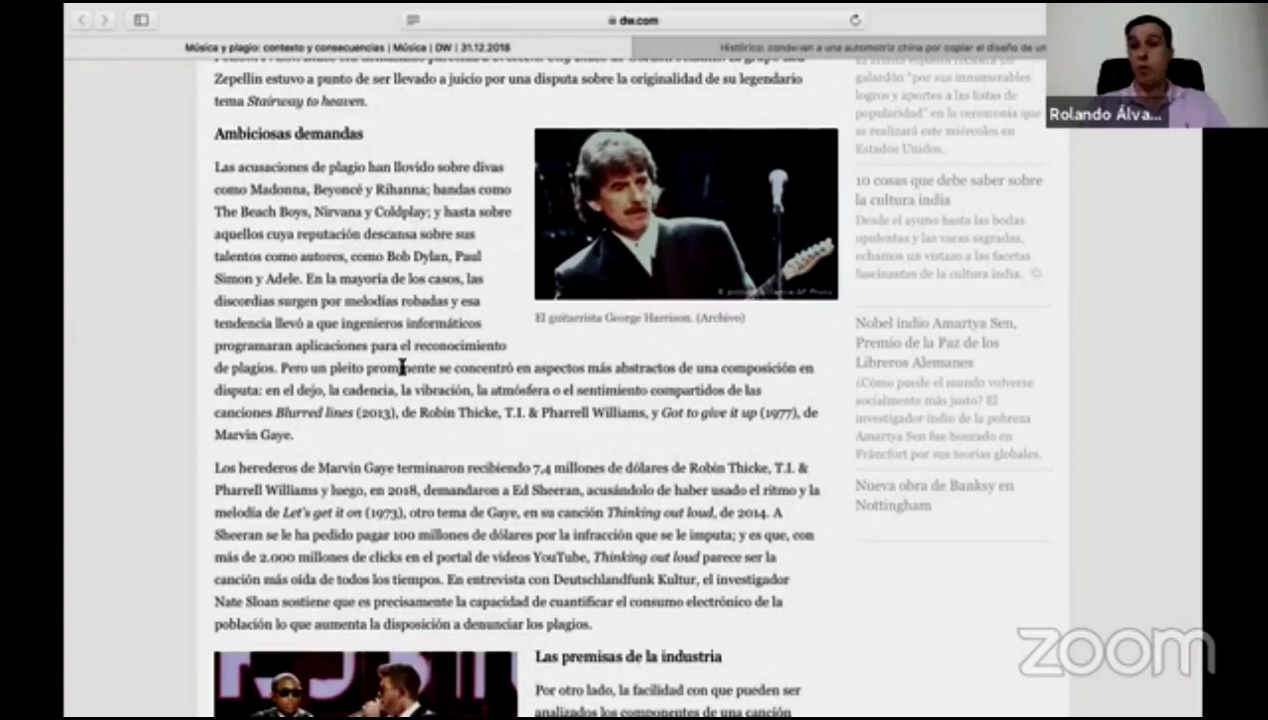 dw.com
Música y plagio: contexto y consecuencias | Música | DW | 31.12.2018
Histórico: condenan a una automotriz china por copiar el diseño de un
Zeppelin estuvo a punto de ser llevado a juicio por una disputa sobre la originalidad de su legendario
tema Stairway to heaven.
Ambiciosas demandas
Las acusaciones de plagio han llovido sobre divas
como Madonna, Beyoncé y Rihanna; bandas como
The Beach Boys, Nirvana y Coldplay; y hasta sobre
aquellos cuya reputación descansa sobre sus
talentos como autores, como Bob Dylan, Paul
Simon y Adele. En la mayoría de los casos, las
discordias surgen por melodías robadas y esa
tendencia llevó a que ingenieros informáticos
programaran aplicaciones para el reconocimiento
de plagios. Pero un pleito prominente se concentró en aspectos más abstractos de una composición en
disputa: en el dejo, la cadencia, la vibración, la atmósfera o el sentimiento compartidos de las
canciones Blurred lines (2013), de Robin Thicke, T.I. & Pharrell Williams, y Got to give it up (1977), de
Marvin Gaye.
El guitarrista George Harrison. (Archivo)
Los herederos de Marvin Gaye terminaron recibiendo 7,4 millones de dólares de Robin Thicke, T.I. &
Pharrell Williams y luego, en 2018, demandaron a Ed Sheeran, acusándolo de haber usado el ritmo y la
melodía de Let's get it on (1973), otro tema de Gaye, en su canción Thinking out loud, de 2014. A
Sheeran se le ha pedido pagar 100 millones de dólares por la infracción que se le imputa; y es que, con
más de 2.000 millones de clicks en el portal de videos YouTube, Thinking out loud parece ser la
canción más oída de todos los tiempos. En entrevista con Deutschlandfunk Kultur, el investigador
Nate Sloan sostiene que es precisamente la capacidad de cuantificar el consumo electrónico de la
población lo que aumenta la disposición a denunciar los plagios.
Las premisas de la industria
Por otro lado, la facilidad con que pueden ser
analizados los componentes de una canción
galardón "por sus innumerables
logros y aportes a las listas de
popularidad" en la ceremonia que
se realizará este miércoles en
Estados Unidos.
10 cosas que debe saber sobre
la cultura india
Desde el ayuno hasta las bodas
opulentas y las vacas sagradas,
echamos un vistazo a las facetas
fascinantes de la cultura india.
Nobel indio Amartya Sen,
Premio de la Paz de los
Libreros Alemanes
¿Cómo puede el mundo volverse
socialmente más justo? El
investigador indio de la pobreza
Amartya Sen fue honrado en
Fráncfort por sus teorías globales.
Nueva obra de Banksy en
Nottingham
Rolando Álva...
zoom